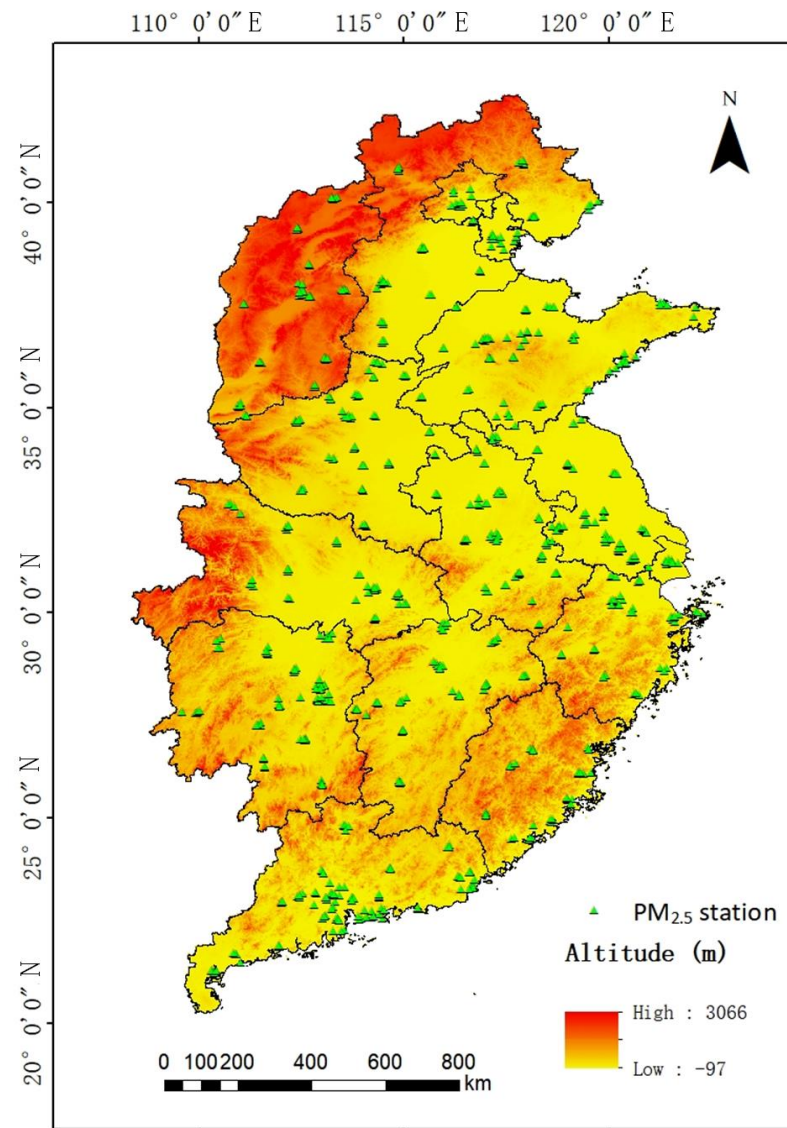 110° 0′0″E 115° 0′0″E 120° 0′0″E
N
40° 0′0″N
35° 0′0″N
30° 0′0″N
25° 0′0″N
20° 0′0″N
PM2.5 station
Altitude (m)
High : 3066
Low : -97
0 100 200 400 600 800
km